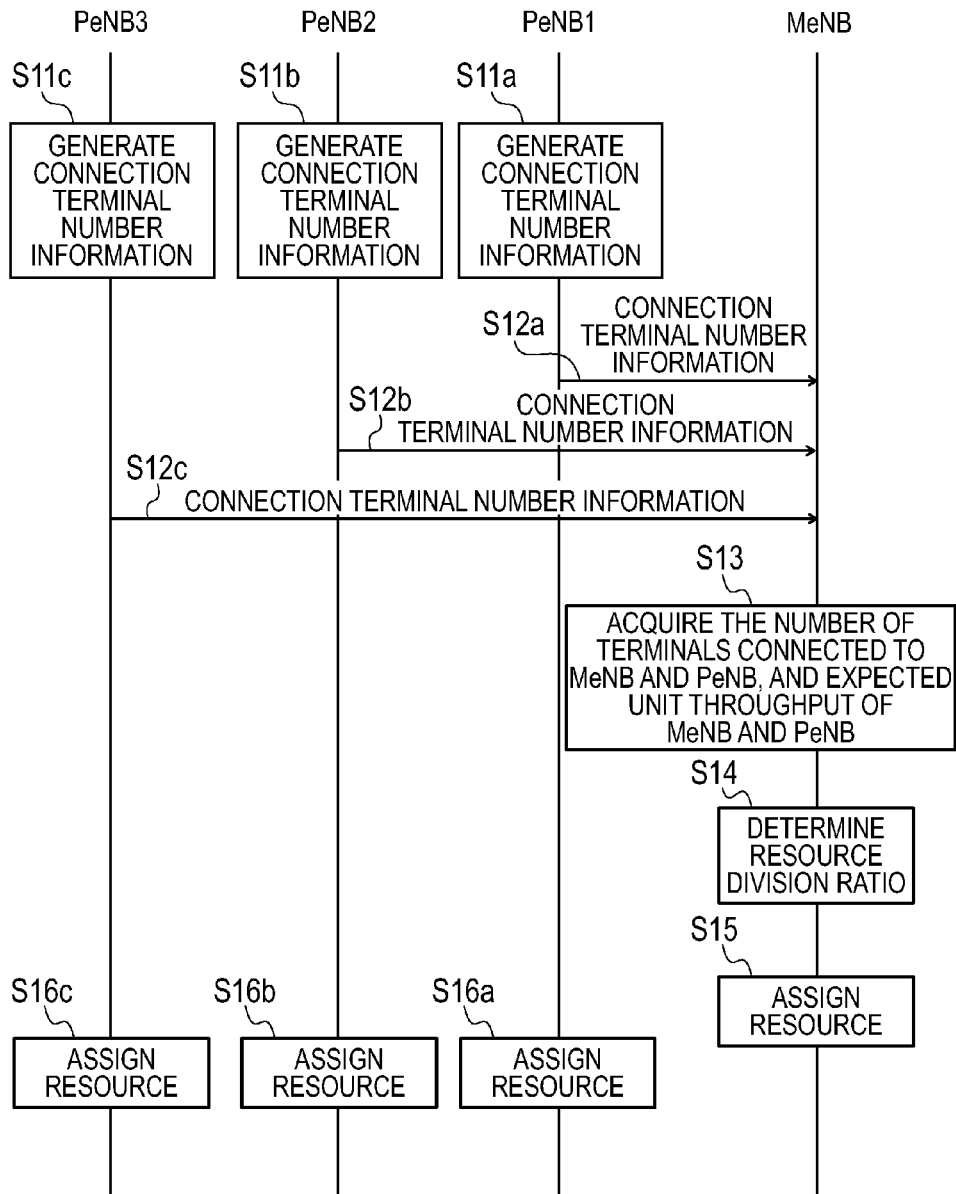 PeNB3
PeNB2
PeNB1
MeNB
S11c
S11b
S11a
GENERATE
CONNECTION
TERMINAL
NUMBER
INFORMATION
GENERATE
CONNECTION
TERMINAL
NUMBER
INFORMATION
GENERATE
CONNECTION
TERMINAL
NUMBER
INFORMATION
S12a
CONNECTION
TERMINAL NUMBER
INFORMATION
S12b
CONNECTION
TERMINAL NUMBER INFORMATION
S12c
CONNECTION TERMINAL NUMBER INFORMATION
S13
ACQUIRE THE NUMBER OF
TERMINALS CONNECTED TO
MeNB AND PeNB, AND EXPECTED
UNIT THROUGHPUT OF
MeNB AND PeNB
S14
DETERMINE
RESOURCE
DIVISION RATIO
S15
ASSIGN
RESOURCE
S16c
S16b
S16a
ASSIGN
RESOURCE
ASSIGN
RESOURCE
ASSIGN
RESOURCE